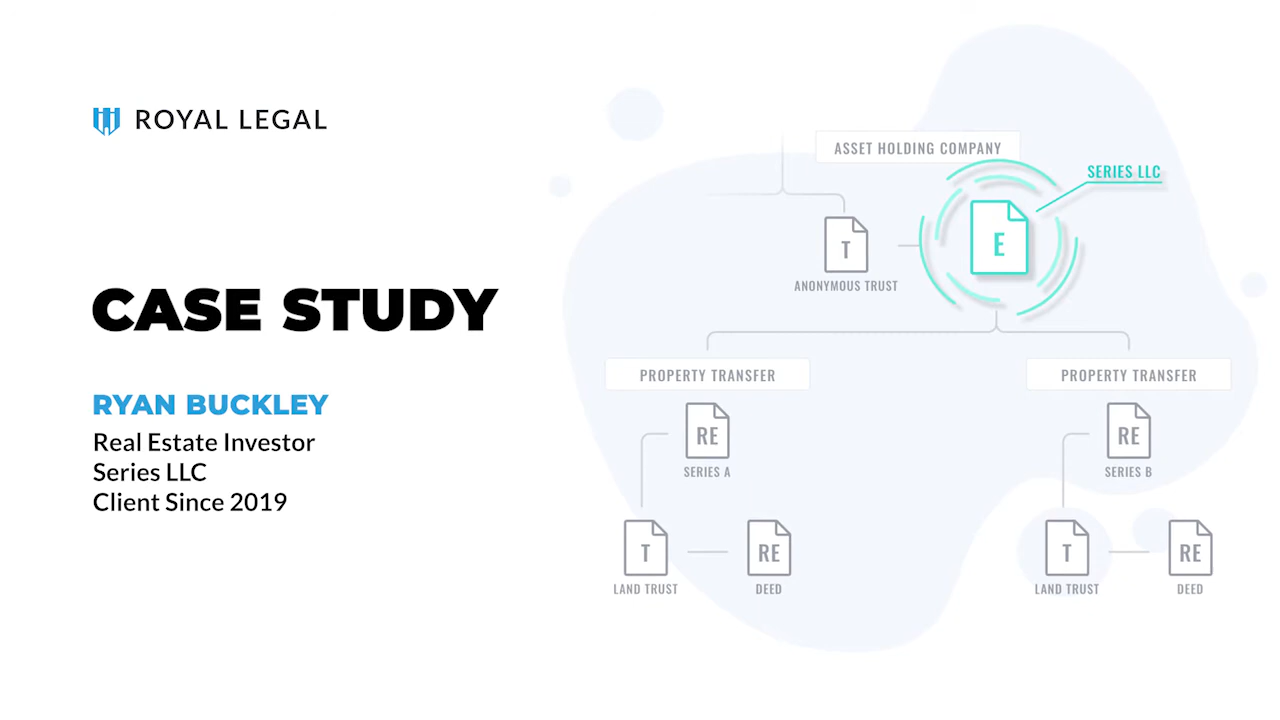 ROYAL LEGAL
CASE STUDY
RYAN BUCKLEY
Real Estate Investor
Series LLC
Client Since 2019
ASSET HOLDING COMPANY
SERIES LLC
T
E
ANONYMOUS TRUST
PROPERTY TRANSFER
RE
SERIES A
T
RE
LAND TRUST
DEED
PROPERTY TRANSFER
RE
SERIES B
T
RE
LAND TRUST
DEED